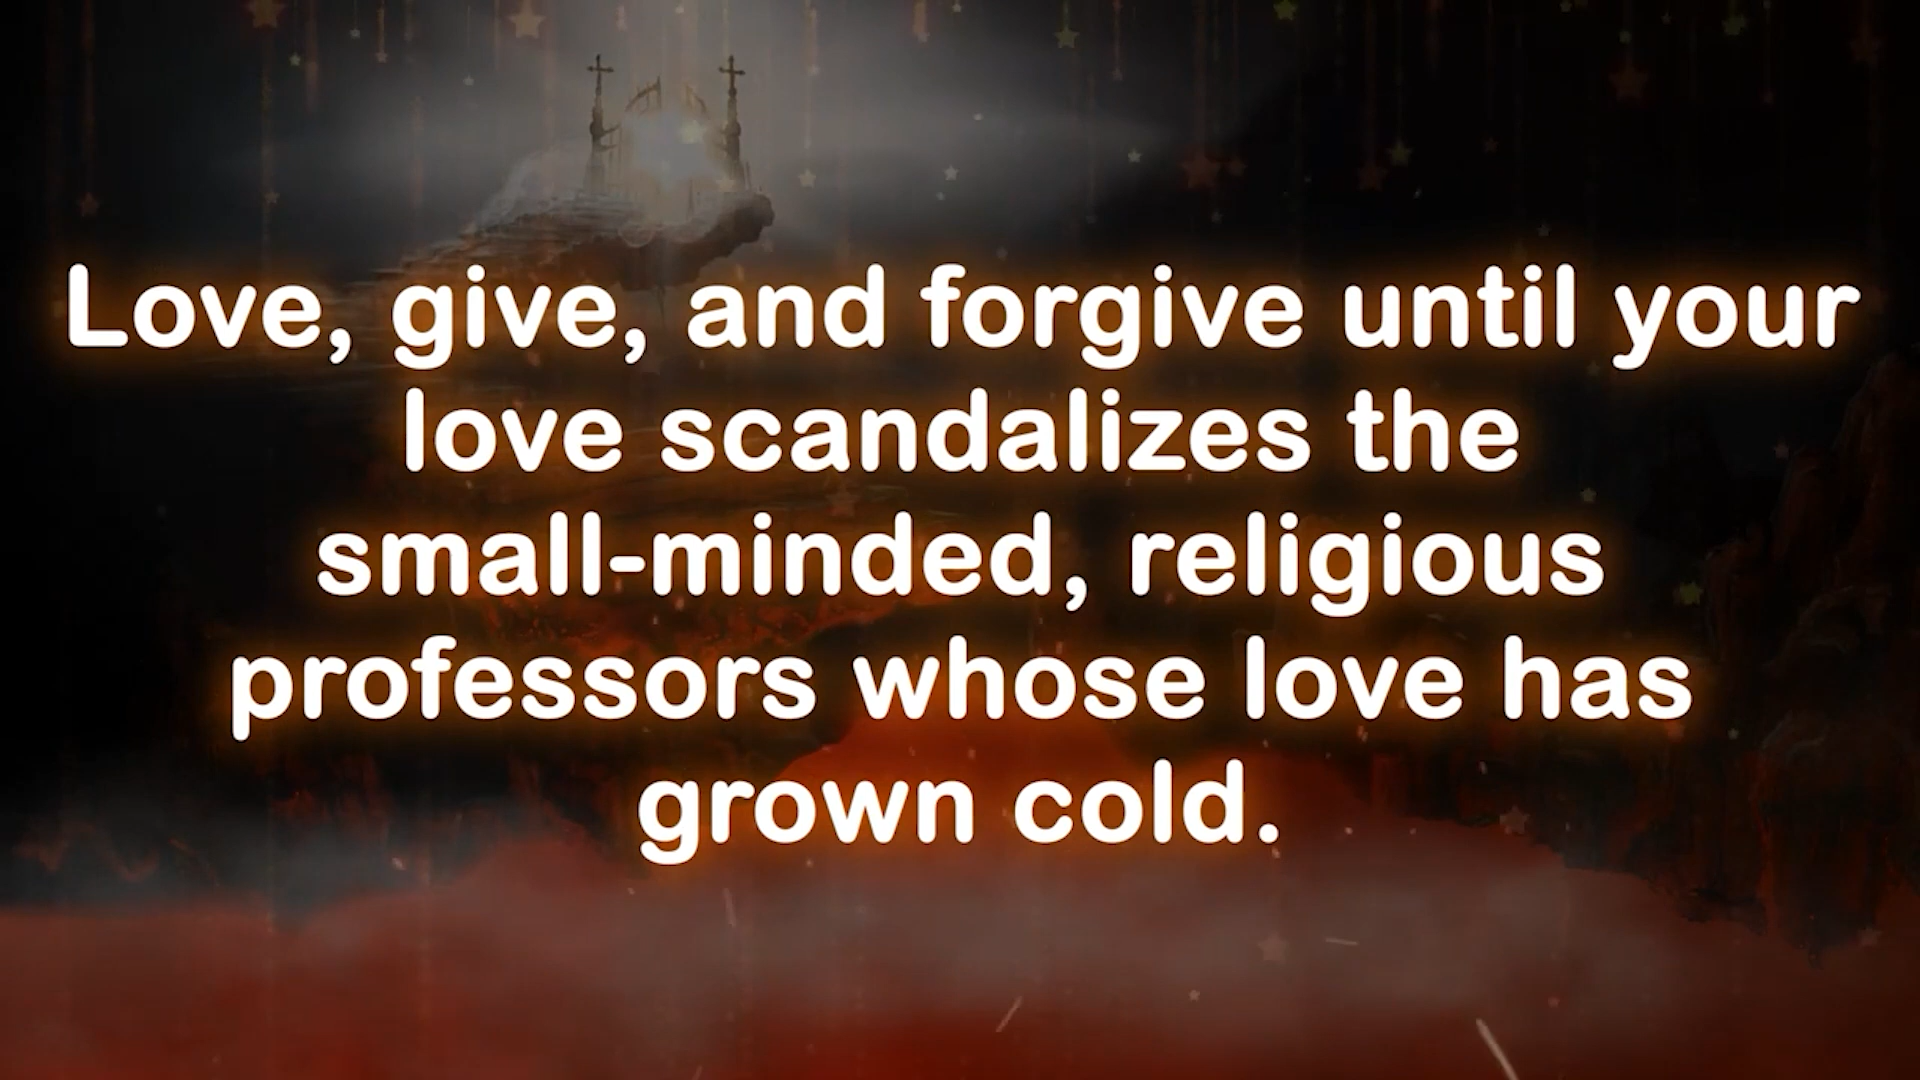 Love, give, and forgive until your
love scandalizes the
small-minded, religious
professors whose love has
grown cold.